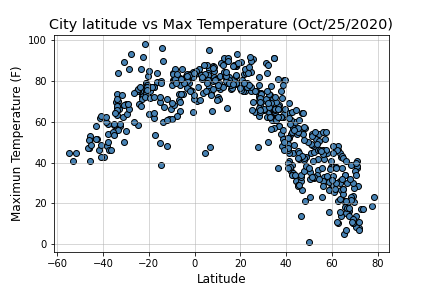 City latitude vs Max Temperature (Oct/25/2020)
100
80
60
40
20
0
Maximun Temperature (F)
−60 −40 −20 0 20 40 60 80
Latitude